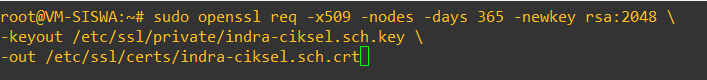 root@VM-SISWA:~# sudo openssl req -x509 -nodes -days 365 -newkey rsa:2048 \
-keyout /etc/ssl/private/indra-ciksel.sch.key \
-out /etc/ssl/certs/indra-ciksel.sch.crt